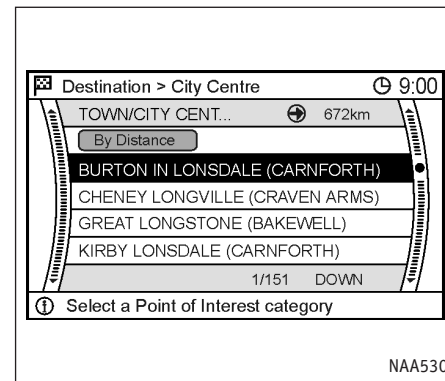 Destination > City Centre 9:00
TOWN/CITY CENT... 672km
By Distance
BURTON IN LONSDALE (CARNFORTH)
CHENEY LONGVILLE (CRAVEN ARMS)
GREAT LONGSTONE (BAKEWELL)
KIRBY LONSDALE (CARNFORTH)
1/151 DOWN
Select a Point of Interest category
NAA530